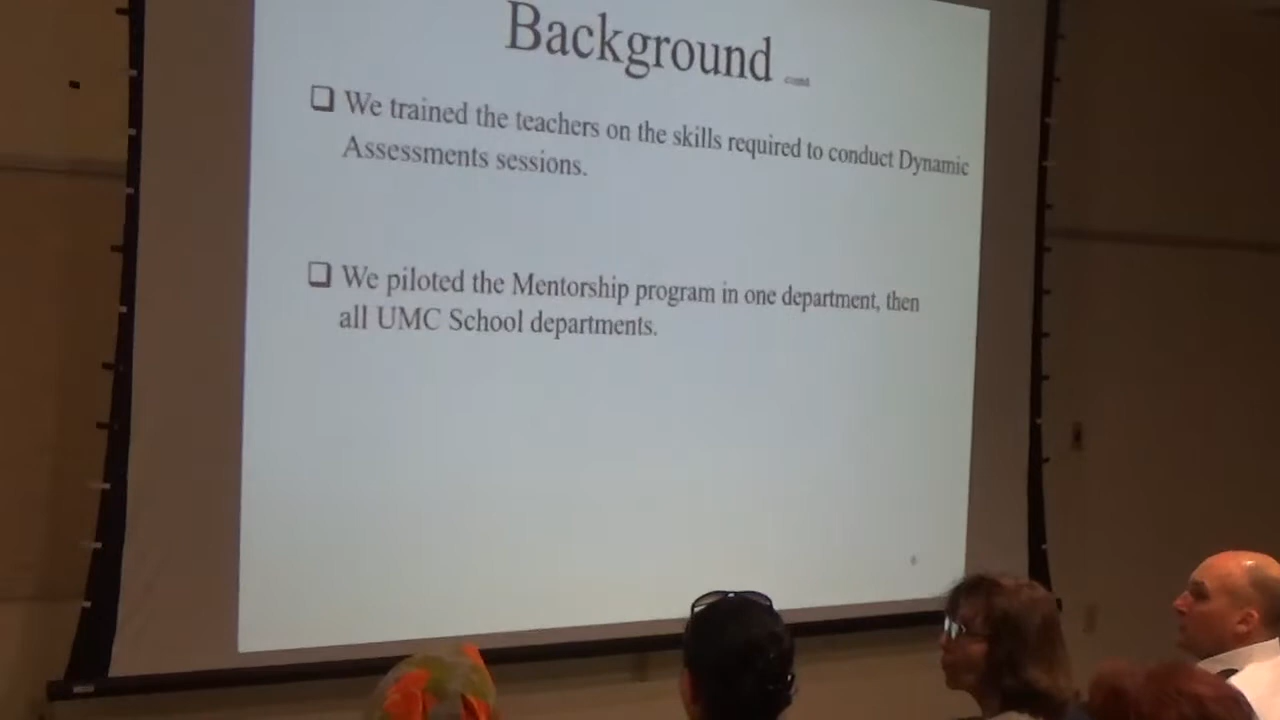 Background
❑ We trained the teachers on the skills required to conduct Dynamic
Assessments sessions.
❑ We piloted the Mentorship program in one department, then
all UMC School departments.